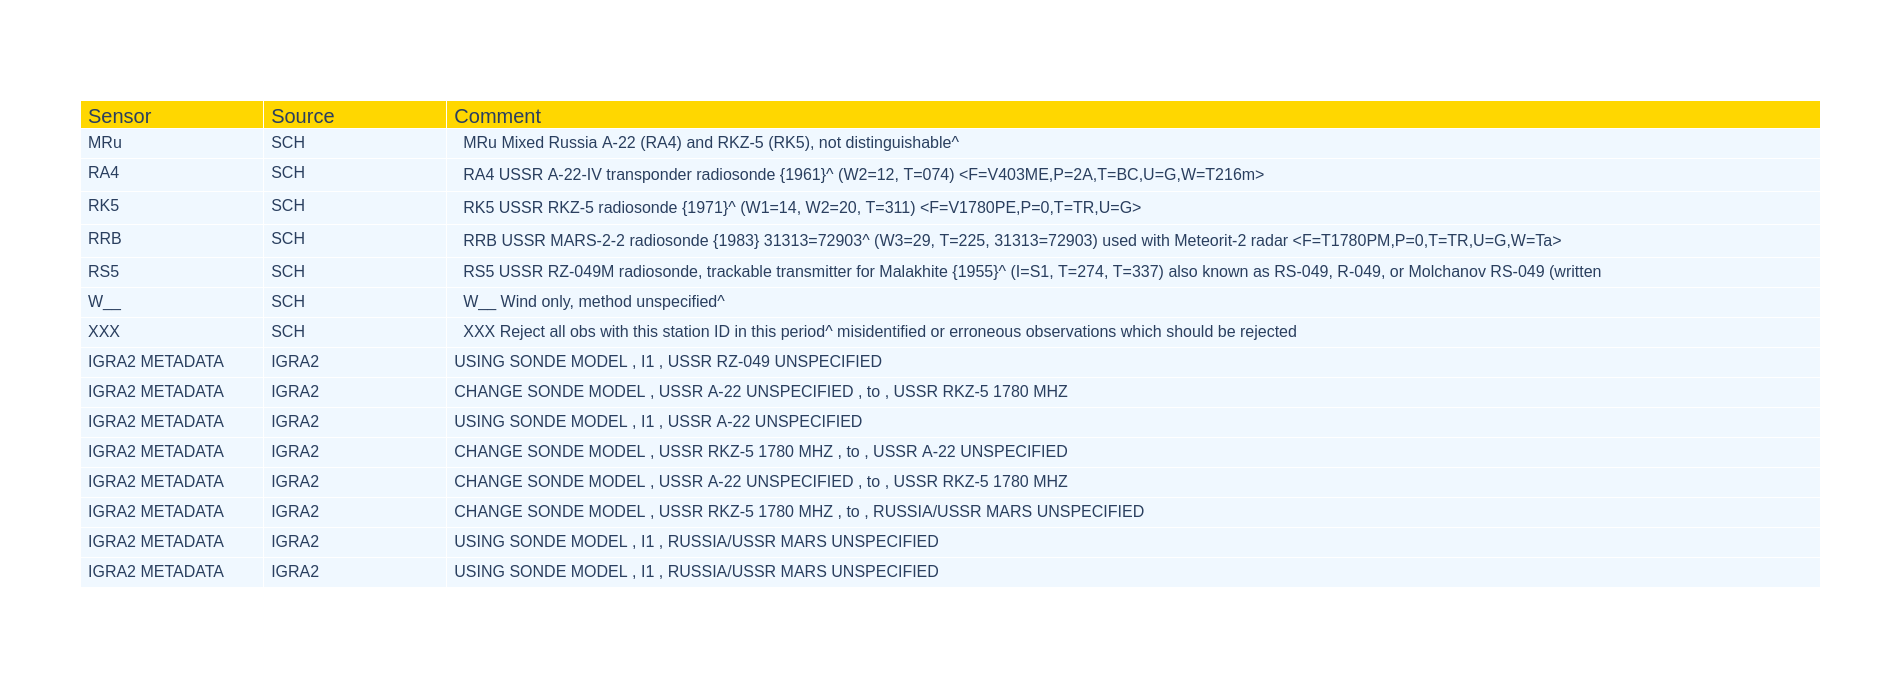 Sensor Source Comment
MRu SCH MRu Mixed Russia A-22 (RA4) and RKZ-5 (RK5), not distinguishable^
RA4 SCH RA4 USSR A-22-IV transponder radiosonde {1961}^ (W2=12, T=074) <F=V403ME,P=2A,T=BC,U=G,W=T216m>
RK5 SCH RK5 USSR RKZ-5 radiosonde {1971}^ (W1=14, W2=20, T=311) <F=V1780PE,P=0,T=TR,U=G>
RRB SCH RRB USSR MARS-2-2 radiosonde {1983} 31313=72903^ (W3=29, T=225, 31313=72903) used with Meteorit-2 radar <F=T1780PM,P=0,T=TR,U=G,W=Ta>
RS5 SCH RS5 USSR RZ-049M radiosonde, trackable transmitter for Malakhite {1955}^ (I=S1, T=274, T=337) also known as RS-049, R-049, or Molchanov RS-049 (written
W__ SCH W__ Wind only, method unspecified^
XXX SCH XXX Reject all obs with this station ID in this period^ misidentified or erroneous observations which should be rejected
IGRA2 METADATA IGRA2 USING SONDE MODEL , I1 , USSR RZ-049 UNSPECIFIED
IGRA2 METADATA IGRA2 CHANGE SONDE MODEL , USSR A-22 UNSPECIFIED , to , USSR RKZ-5 1780 MHZ
IGRA2 METADATA IGRA2 USING SONDE MODEL , I1 , USSR A-22 UNSPECIFIED
IGRA2 METADATA IGRA2 CHANGE SONDE MODEL , USSR RKZ-5 1780 MHZ , to , USSR A-22 UNSPECIFIED
IGRA2 METADATA IGRA2 CHANGE SONDE MODEL , USSR A-22 UNSPECIFIED , to , USSR RKZ-5 1780 MHZ
IGRA2 METADATA IGRA2 CHANGE SONDE MODEL , USSR RKZ-5 1780 MHZ , to , RUSSIA/USSR MARS UNSPECIFIED
IGRA2 METADATA IGRA2 USING SONDE MODEL , I1 , RUSSIA/USSR MARS UNSPECIFIED
IGRA2 METADATA IGRA2 USING SONDE MODEL , I1 , RUSSIA/USSR MARS UNSPECIFIED